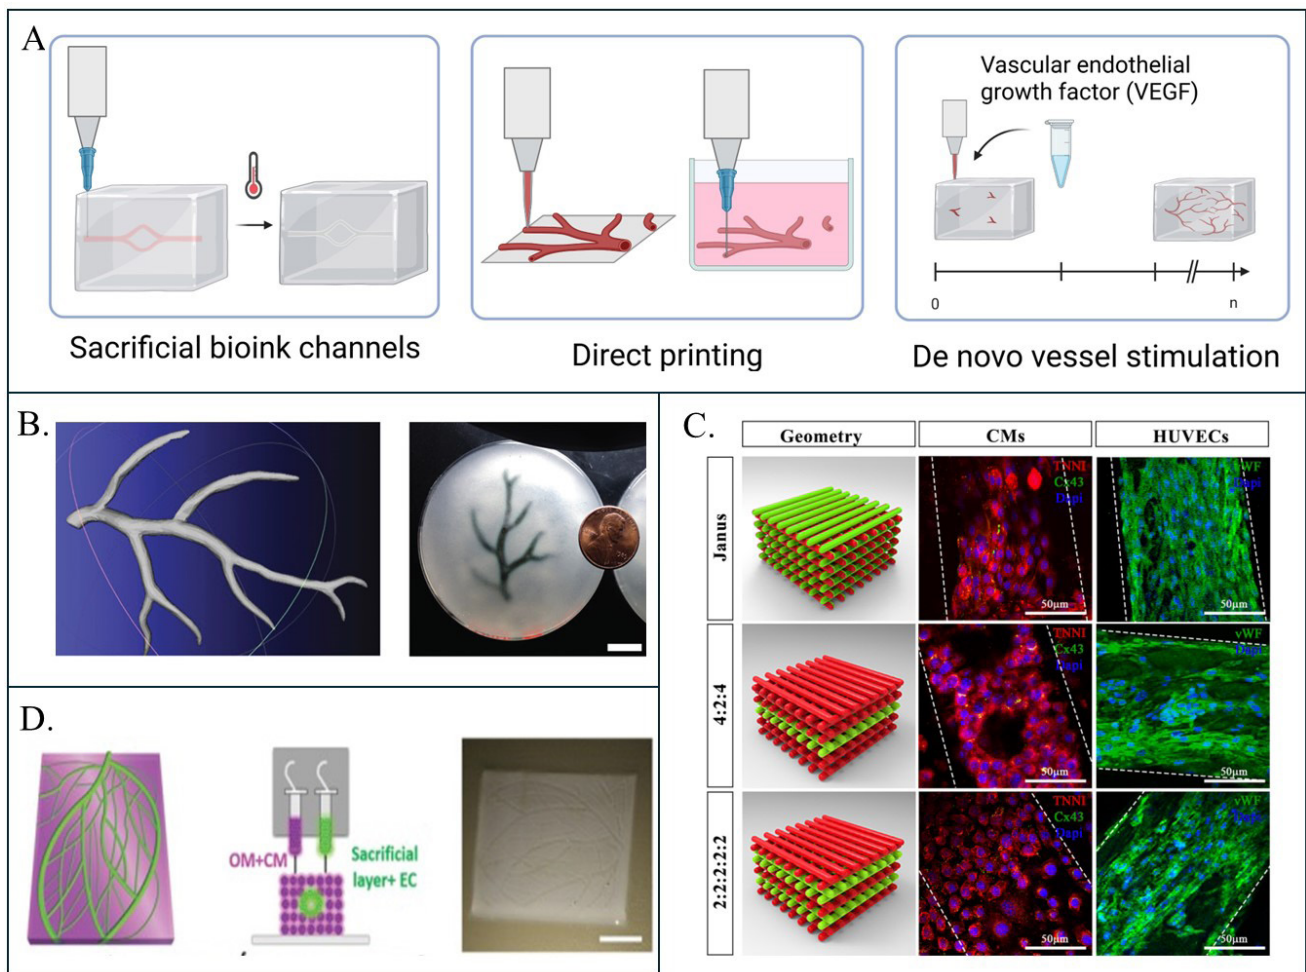 A
Vascular endothelial
growth factor (VEGF)
0
n
Sacrificial bioink channels
Direct printing
De novo vessel stimulation
B.
C.
Geometry
CMs
HUVECs
Janus
TNNI
Cx43
Dapi
50μm
vWF
Dapi
50μm
4:2:4
TNNI
Cx43
Dapi
50μm
vWF
Dapi
50μm
2:2:2:2:2
TNNI
Cx43
Dapi
50μm
vWF
Dapi
50μm
D.
OM+CM
Sacrificial
layer+ EC